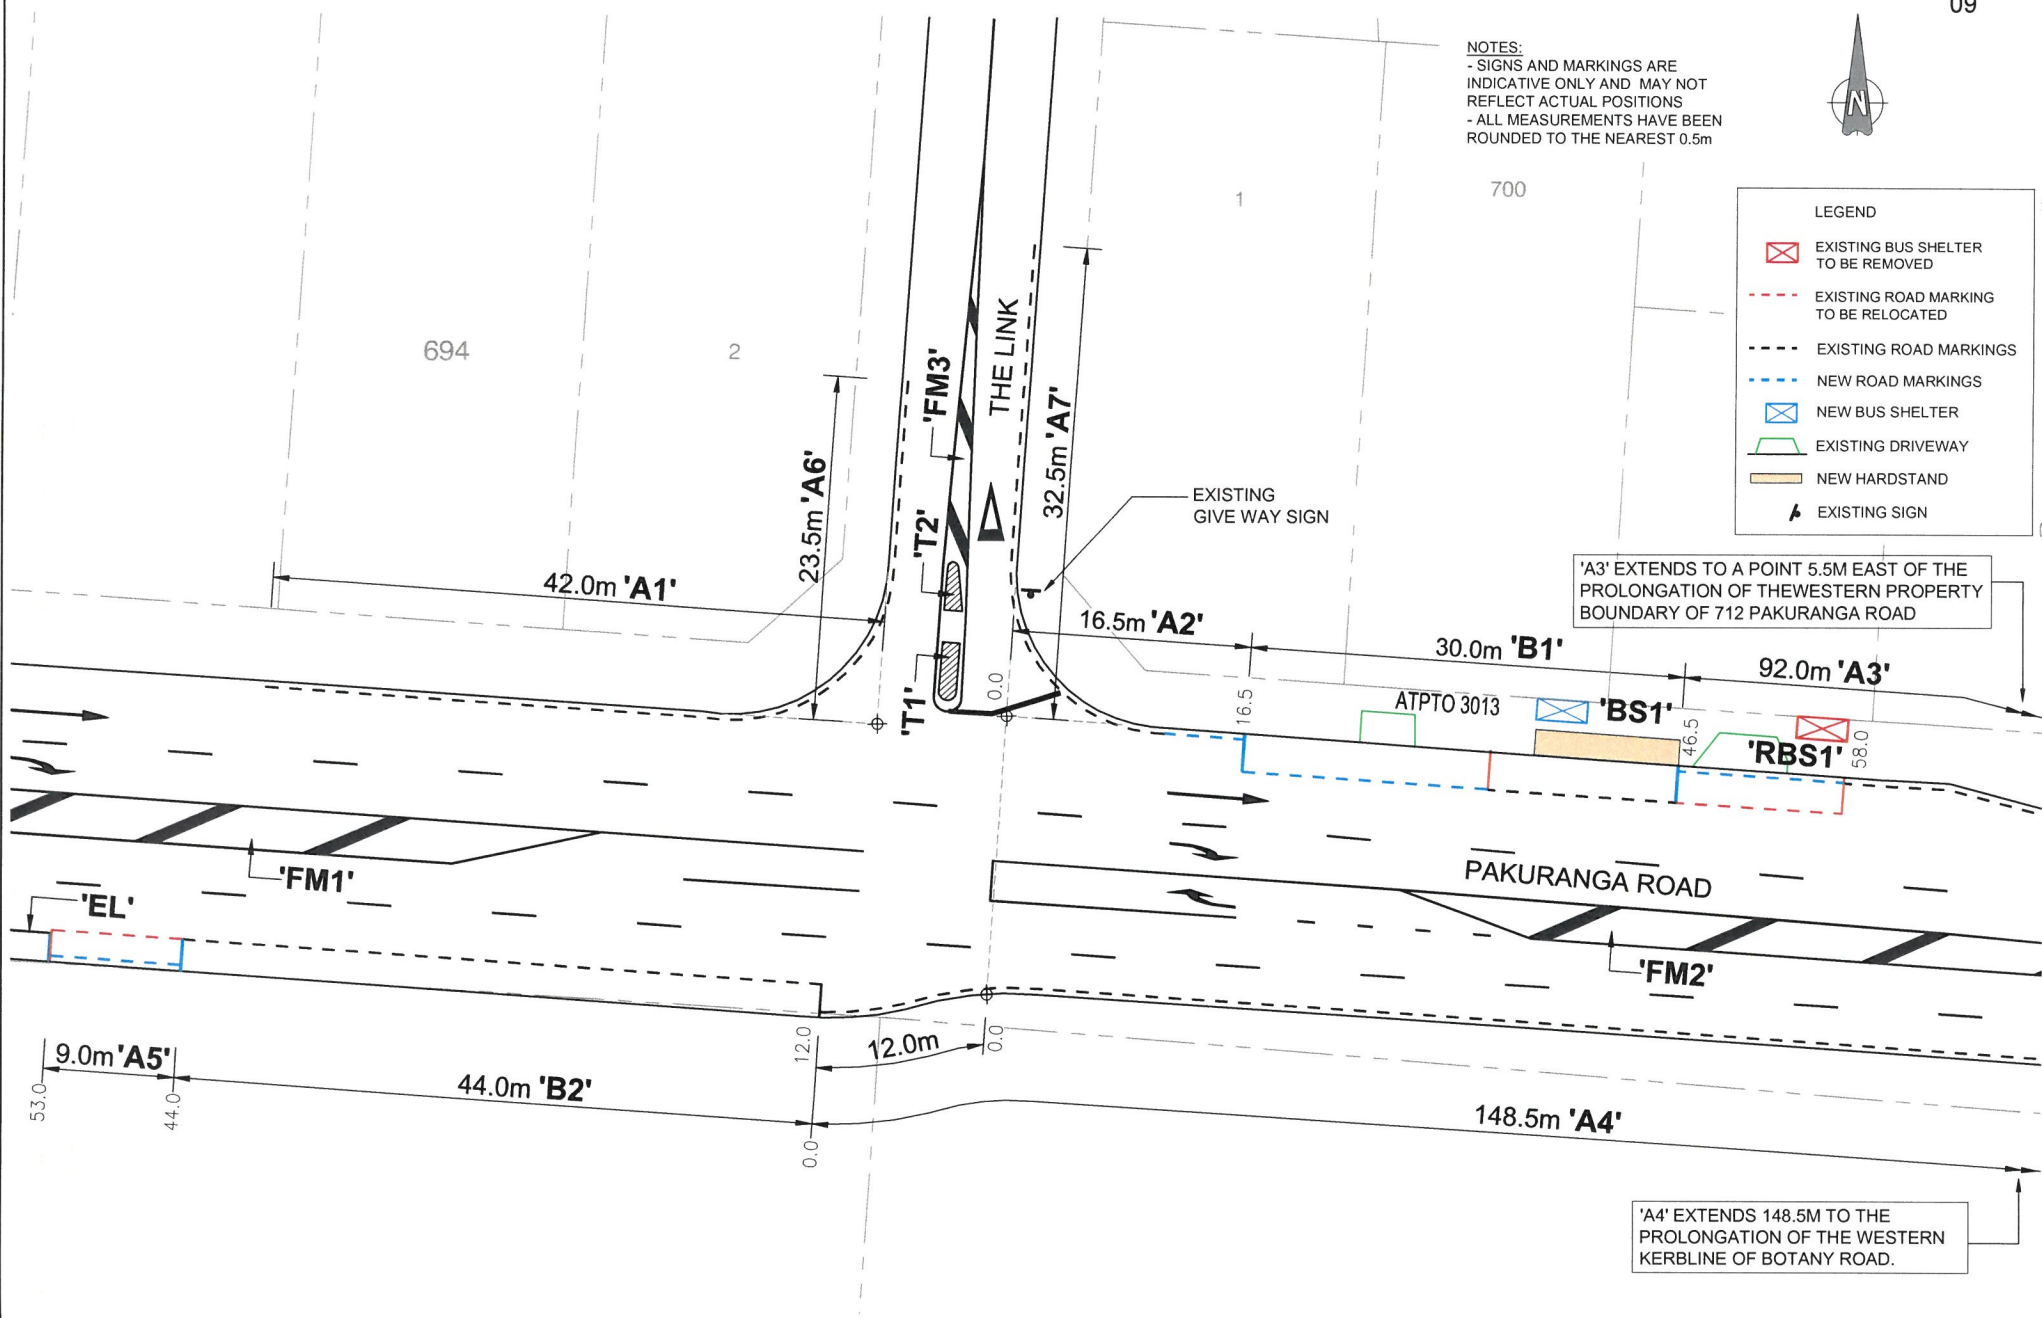 09
NOTES:
- SIGNS AND MARKINGS ARE
INDICATIVE ONLY AND MAY NOT
REFLECT ACTUAL POSITIONS
- ALL MEASUREMENTS HAVE BEEN
ROUNDED TO THE NEAREST 0.5m
N
1
700
LEGEND
EXISTING BUS SHELTER
TO BE REMOVED
EXISTING ROAD MARKING
TO BE RELOCATED
EXISTING ROAD MARKINGS
NEW ROAD MARKINGS
NEW BUS SHELTER
EXISTING DRIVEWAY
NEW HARDSTAND
EXISTING SIGN
694
2
'FM3'
THE LINK
23.5m 'A6'
32.5m 'A7'
'T2'
'T1'
EXISTING
GIVE WAY SIGN
'A3' EXTENDS TO A POINT 5.5M EAST OF THE
PROLONGATION OF THEWESTERN PROPERTY
BOUNDARY OF 712 PAKURANGA ROAD
42.0m 'A1'
16.5m 'A2'
30.0m 'B1'
92.0m 'A3'
0.0
16.5
ATPTO 3013
'BS1'
46.5
'RBS1'
58.0
'FM1'
PAKURANGA ROAD
'EL'
'FM2'
9.0m 'A5'
53.0
44.0
44.0m 'B2'
12.0
12.0m
0.0
0.0
148.5m 'A4'
'A4' EXTENDS 148.5M TO THE
PROLONGATION OF THE WESTERN
KERBLINE OF BOTANY ROAD.